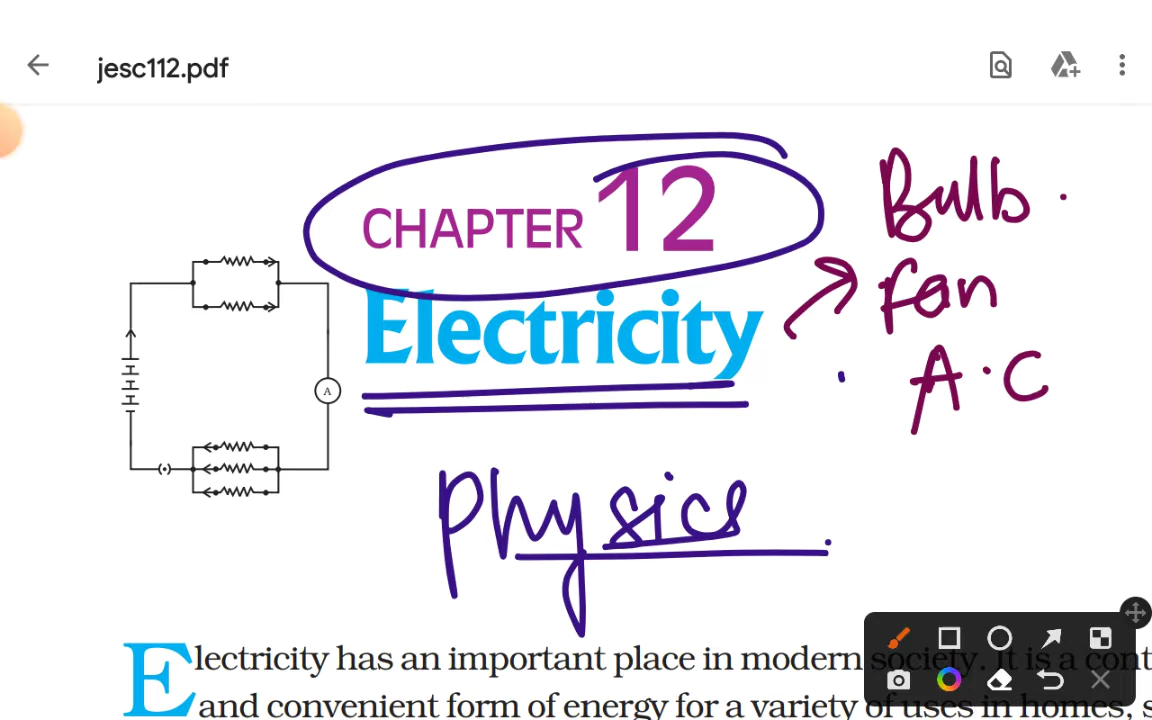 jesc112.pdf
CHAPTER 12
Electricity
Bulb.
fan
A.C
A
Physics
Electricity has an important place in modern society. It is a cont
and convenient form of energy for a variety of uses in homes, s